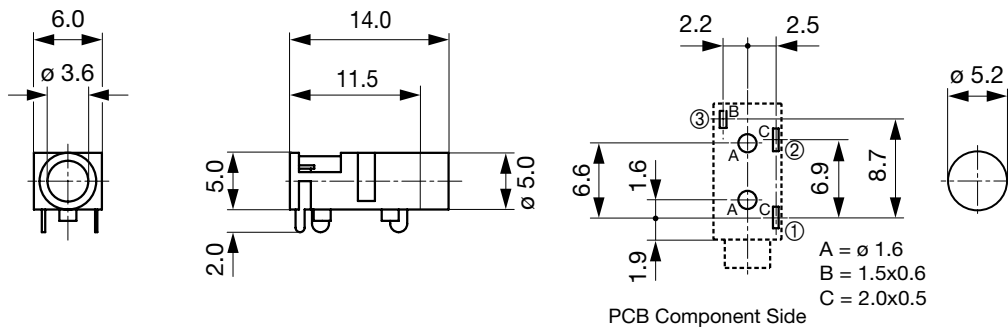 6.0
ø 3.6
14.0
11.5
5.0
2.0
ø 5.0
2.2
2.5
③
B
C
②
A
6.6
1.6
6.9
8.7
A
C
①
1.9
A = ø 1.6
B = 1.5x0.6
C = 2.0x0.5
PCB Component Side
ø 5.2